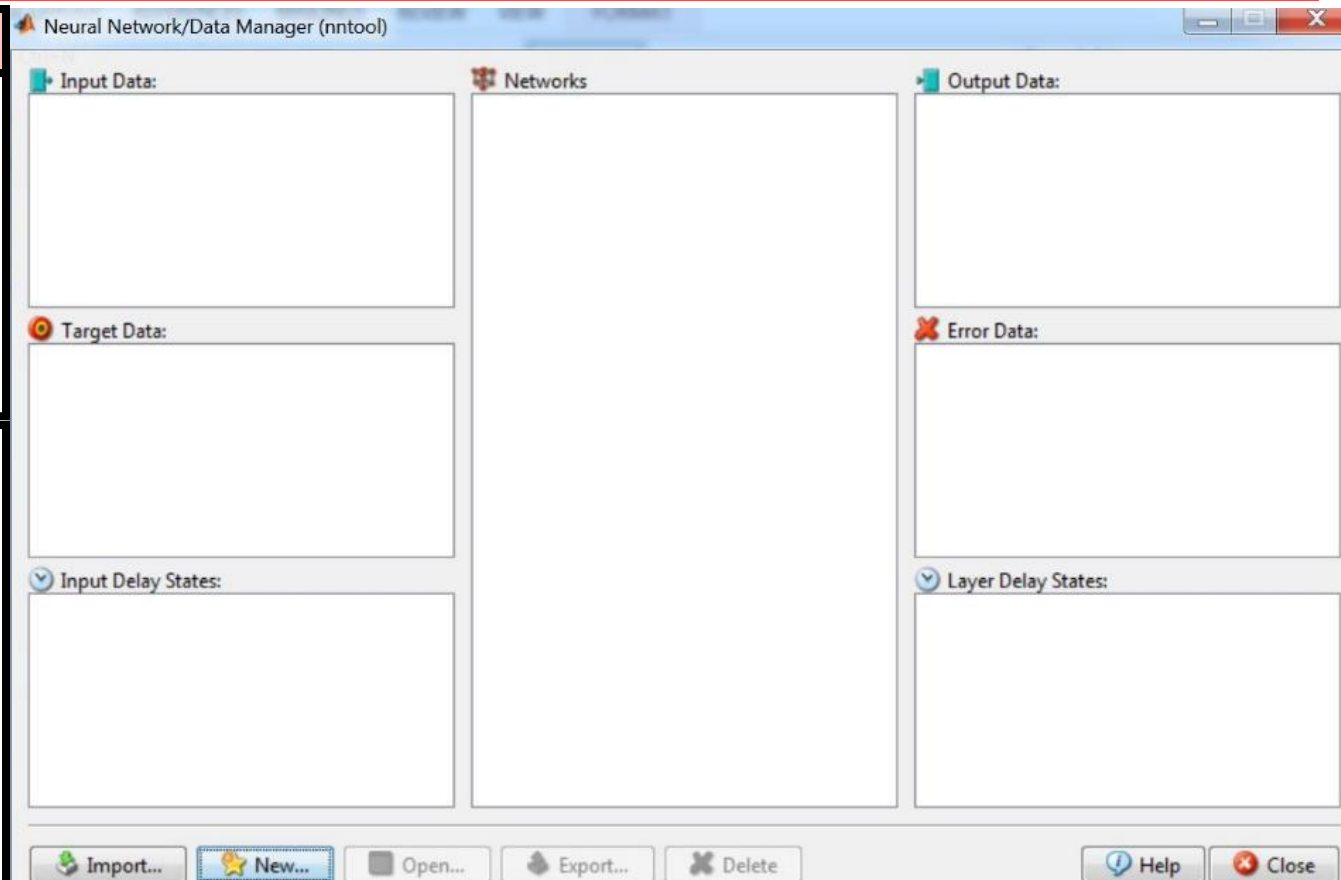 Neural Network/Data Manager (nntool)
Input Data:
Networks
Output Data:
Target Data:
Error Data:
Input Delay States:
Layer Delay States:
Import...
New...
Open...
Export...
Delete
Help
Close